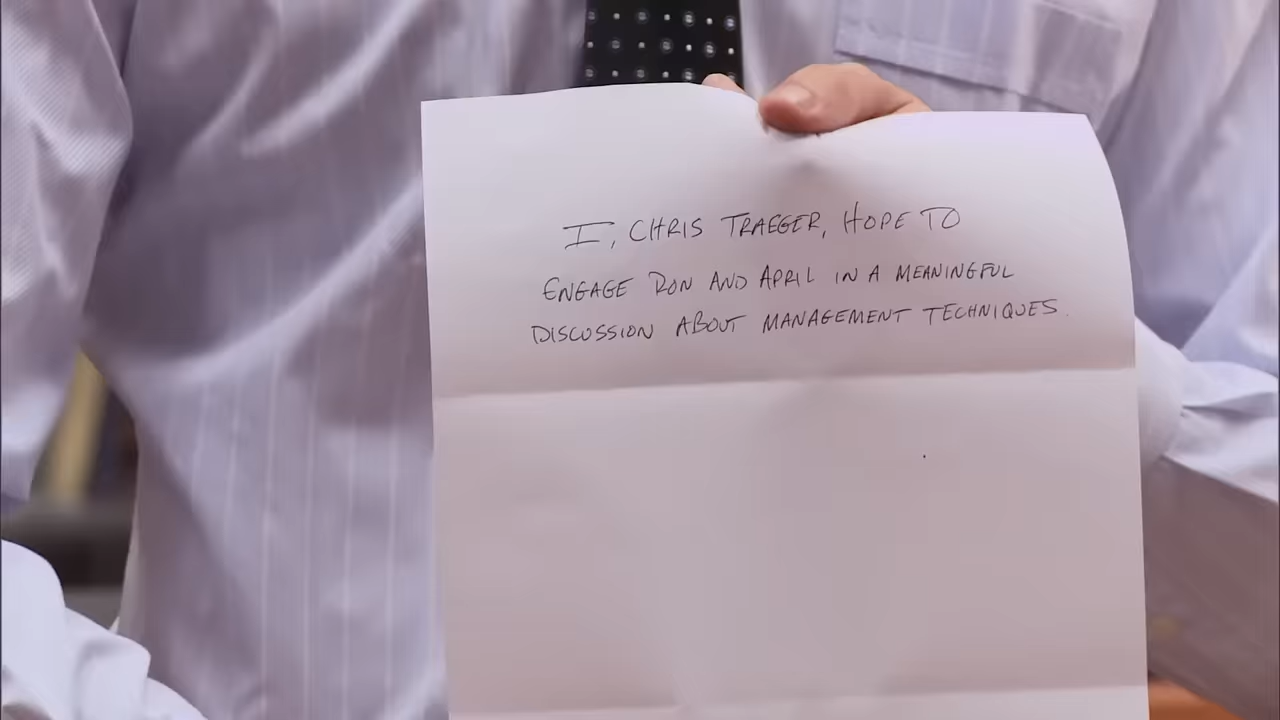 I, CHRIS TRAEGER, HOPE TO
ENGAGE RON AND APRIL IN A MEANINGFUL
DISCUSSION ABOUT MANAGEMENT TECHNIQUES.